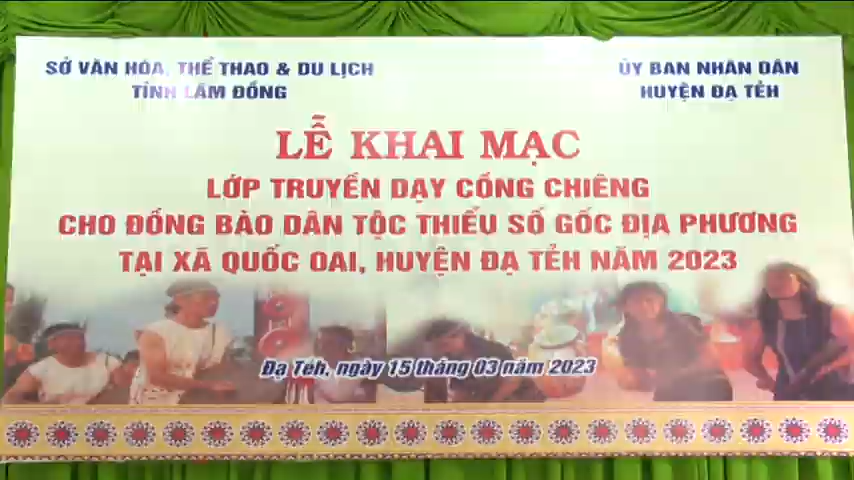 SỞ VĂN HÓA, THỂ THAO & DU LỊCH
TỈNH LÂM ĐỒNG
ỦY BAN NHÂN DÂN
HUYỆN ĐẠ TẺH
LỄ KHAI MẠC
LỚP TRUYỀN DẠY CỒNG CHIÊNG
CHO ĐỒNG BÀO DÂN TỘC THIỂU SỐ GỐC ĐỊA PHƯƠNG
TẠI XÃ QUỐC OAI, HUYỆN ĐẠ TẺH NĂM 2023
Đạ Tẻh, ngày 15 tháng 03 năm 2023